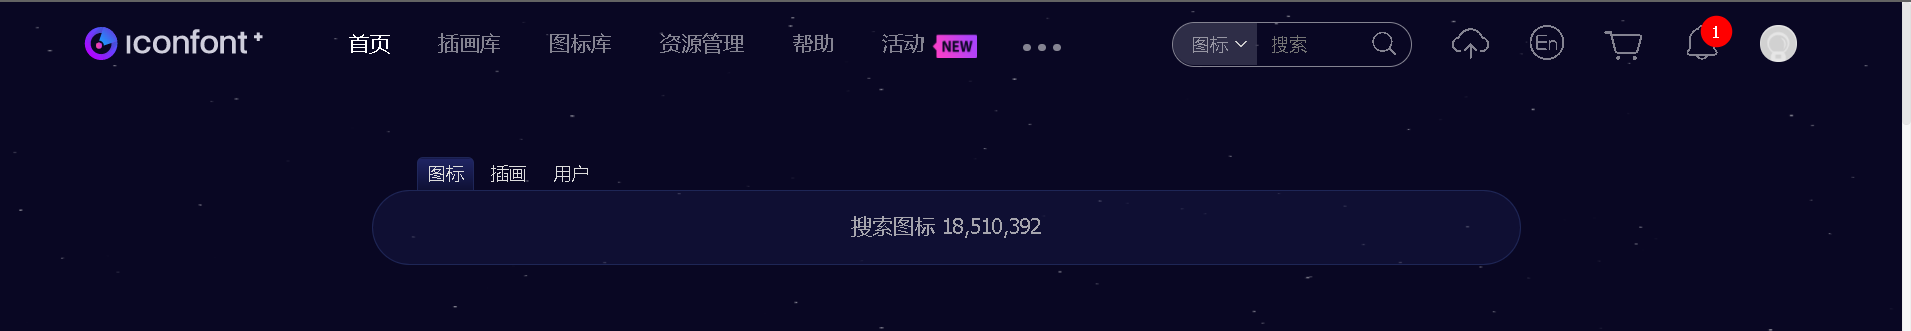 iconfont+ 首页 插画库 图标库 资源管理 帮助 活动 NEW 图标 搜索 En 1
图标 插画 用户
搜索图标 18,510,392